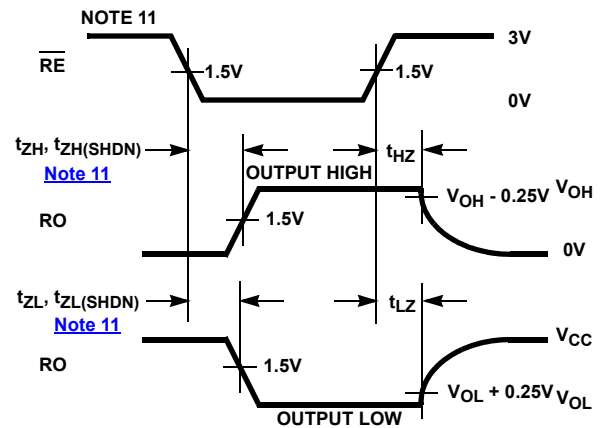 NOTE 11
RE
1.5V
1.5V
3V
0V
tZH, tZH(SHDN)
Note 11
tHZ
OUTPUT HIGH
VOH - 0.25V
VOH
RO
1.5V
0V
tZL, tZL(SHDN)
Note 11
tLZ
VCC
RO
1.5V
VOL + 0.25V
VOL
OUTPUT LOW